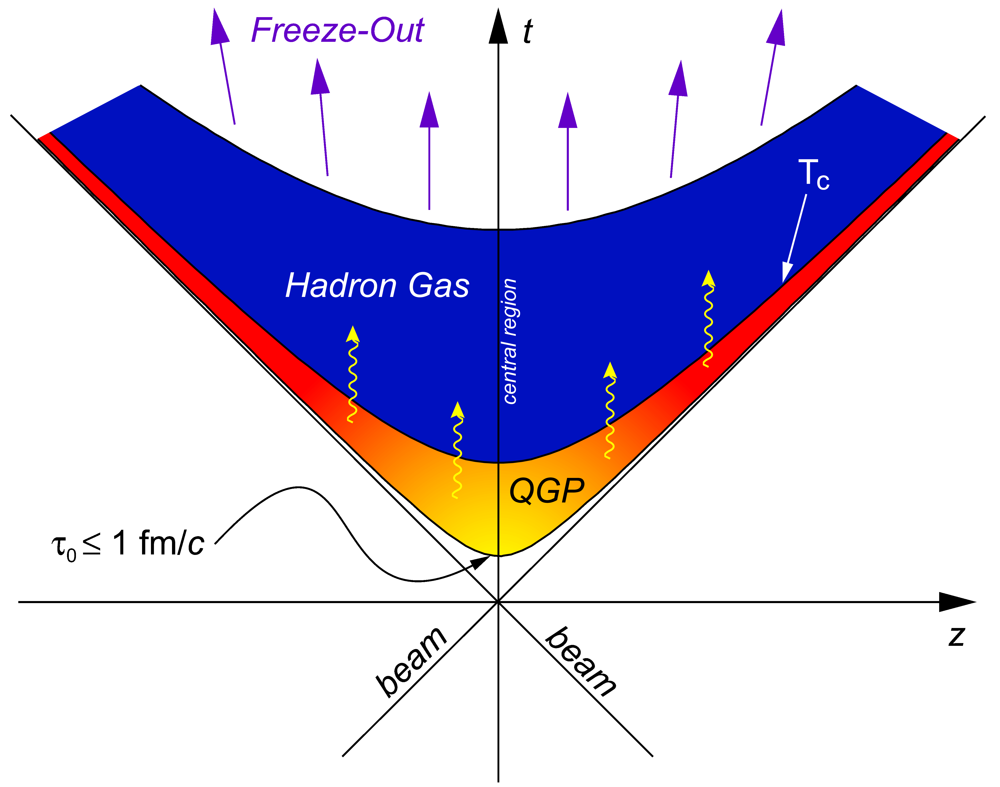 Freeze-Out
t
Tc
Hadron Gas
central region
QGP
τ0 ≤ 1 fm/c
z
beam
beam